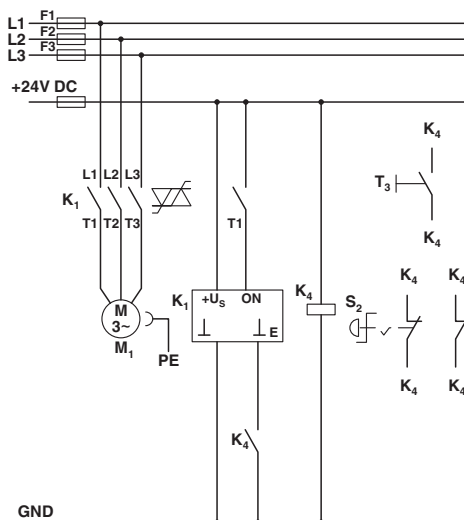 L1 F1
L2 F2
L3 F3
+24V DC
K4
L1 L2 L3
K1
T3
T1 T2 T3
T1
K4
K1 +US ON
K4
K4 K4
M
3~
E
S2
M1
PE
K4 K4
K4
GND